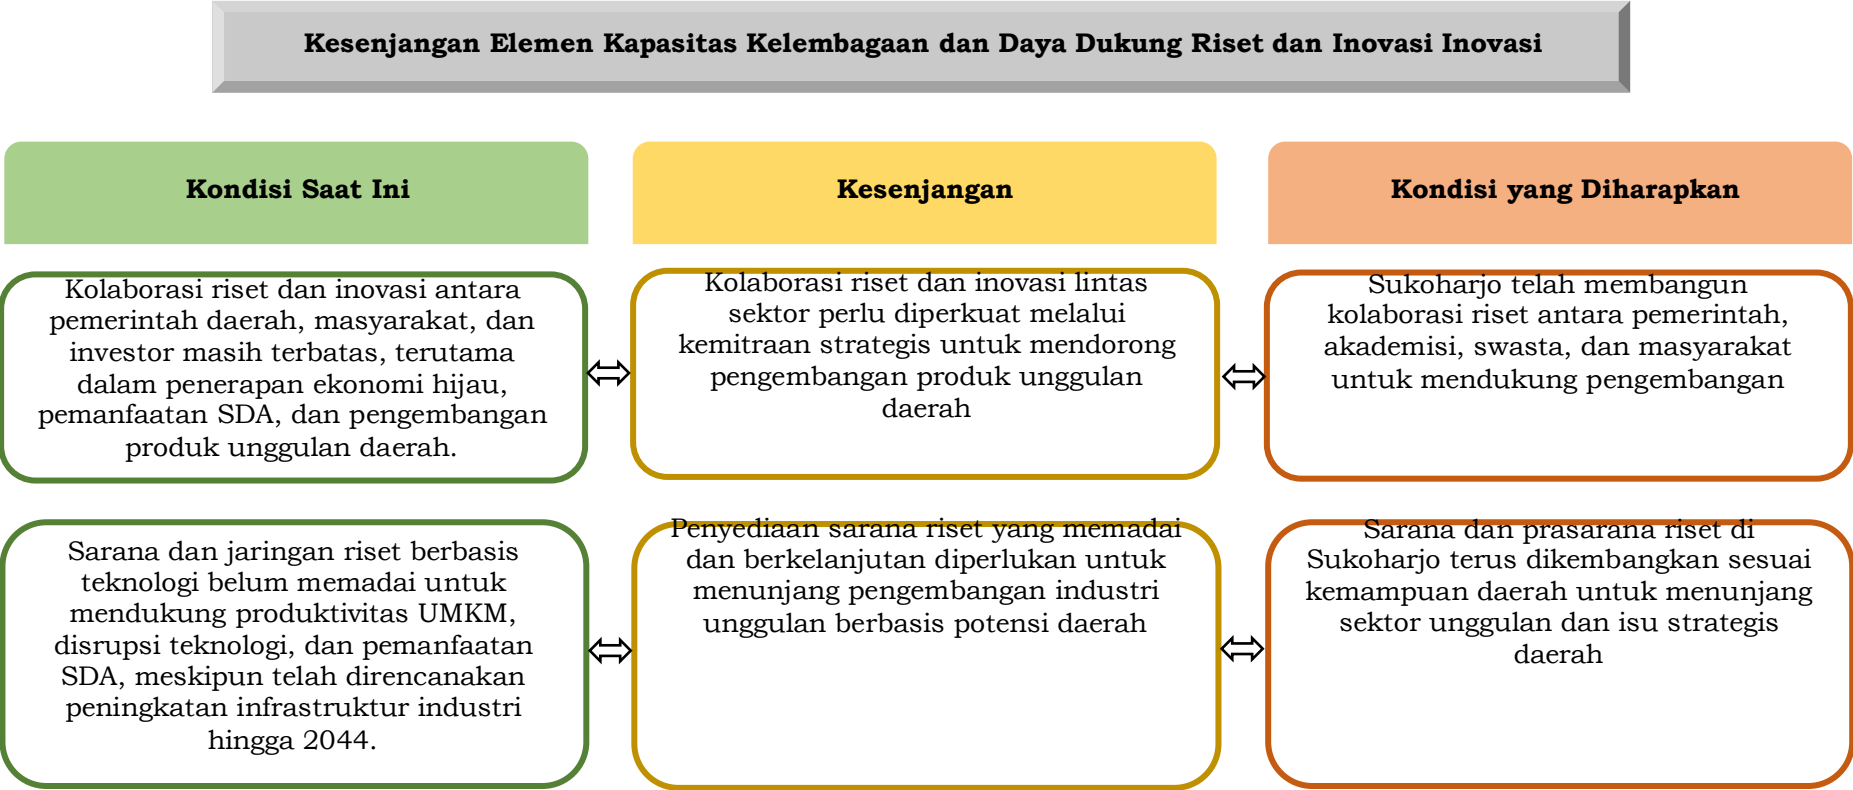 Kesenjangan Elemen Kapasitas Kelembagaan dan Daya Dukung Riset dan Inovasi Inovasi
Kondisi Saat Ini
Kesenjangan
Kondisi yang Diharapkan
Kolaborasi riset dan inovasi antara
pemerintah daerah, masyarakat, dan
investor masih terbatas, terutama
dalam penerapan ekonomi hijau,
pemanfaatan SDA, dan pengembangan
produk unggulan daerah.
Kolaborasi riset dan inovasi lintas
sektor perlu diperkuat melalui
kemitraan strategis untuk mendorong
pengembangan produk unggulan
daerah
Sukoharjo telah membangun
kolaborasi riset antara pemerintah,
akademisi, swasta, dan masyarakat
untuk mendukung pengembangan
Sarana dan jaringan riset berbasis
teknologi belum memadai untuk
mendukung produktivitas UMKM,
disrupsi teknologi, dan pemanfaatan
SDA, meskipun telah direncanakan
peningkatan infrastruktur industri
hingga 2044.
Penyediaan sarana riset yang memadai
dan berkelanjutan diperlukan untuk
menunjang pengembangan industri
unggulan berbasis potensi daerah
Sarana dan prasarana riset di
Sukoharjo terus dikembangkan sesuai
kemampuan daerah untuk menunjang
sektor unggulan dan isu strategis
daerah